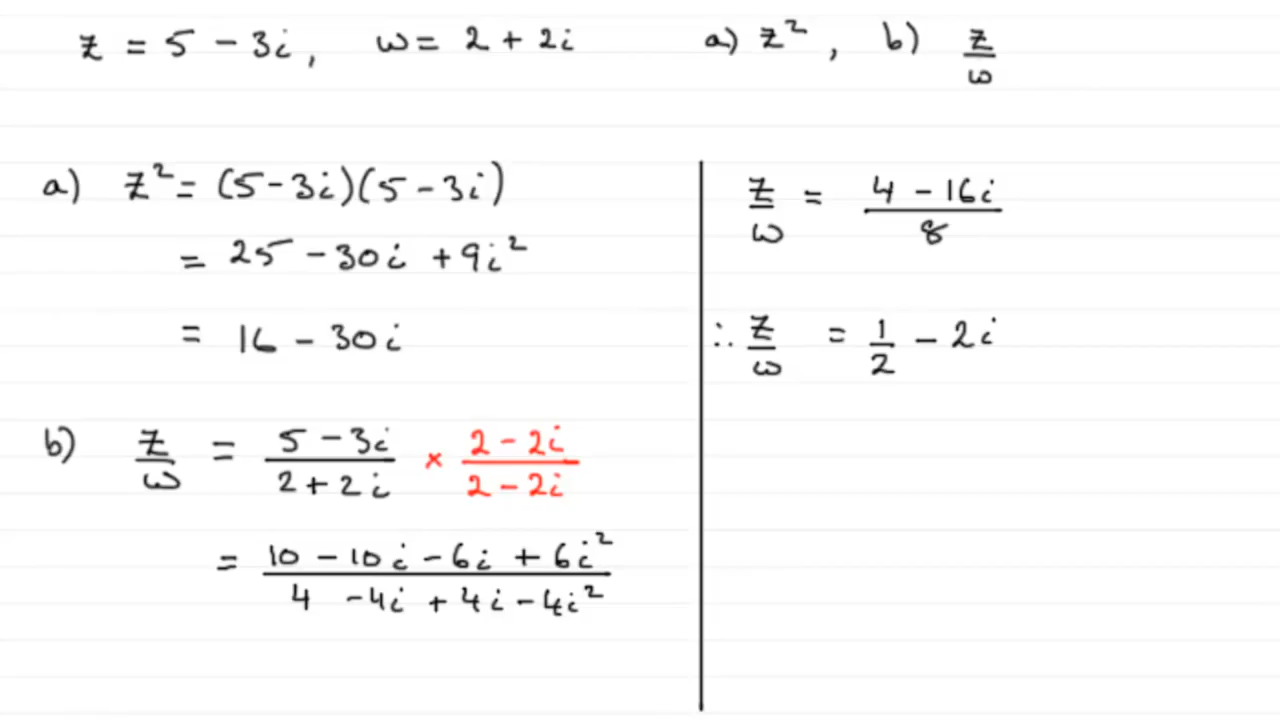 z = 5 - 3i, w = 2 + 2i a) z², b) z/w
a) z² = (5 - 3i)(5 - 3i)
= 25 - 30i + 9i²
= 16 - 30i
b) z/w = (5 - 3i)/(2 + 2i) × (2 - 2i)/(2 - 2i)
= (10 - 10i - 6i + 6i²)/(4 - 4i + 4i - 4i²)
z/w = (4 - 16i)/8
∴ z/w = 1/2 - 2i